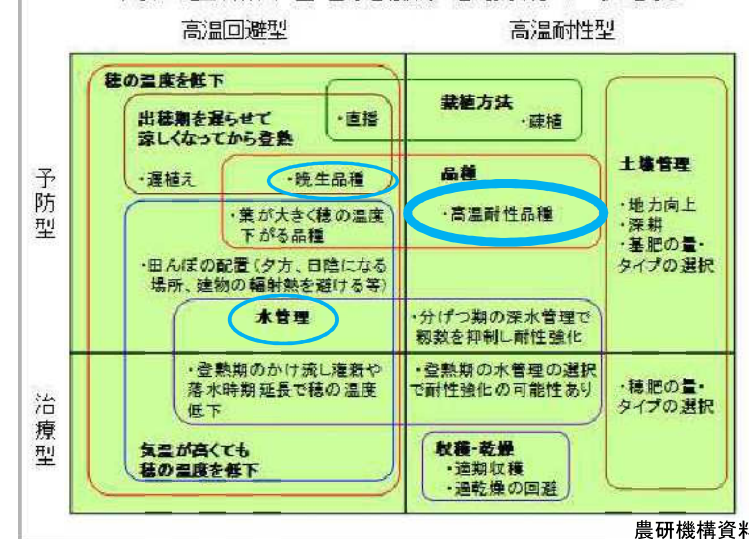 高温回避型
高温耐性型
予防型
治療型
穂の温度を低下
出穂期を遅らせて
涼しくなってから登熟
・直播
・遅植え
・晩生品種
・葉が大きく穂の温度
下がる品種
・田んぼの配置(夕方、日陰になる
場所、建物の輻射熱を避ける等)
水管理
・登熟期のかけ流し灌漑や
落水時期延長で穂の温度
低下
気温が高くても
穂の温度を低下
栽植方法
・疎植
品種
・高温耐性品種
・分げつ期の深水管理で
籾数を抑制し耐性強化
・登熟期の水管理の選択
で耐性強化の可能性あり
収穫・乾燥
・適期収穫
・過乾燥の回避
土壌管理
・地力向上
・深耕
・基肥の量・
タイプの選択
・穂肥の量・
タイプの選択
農研機構資料